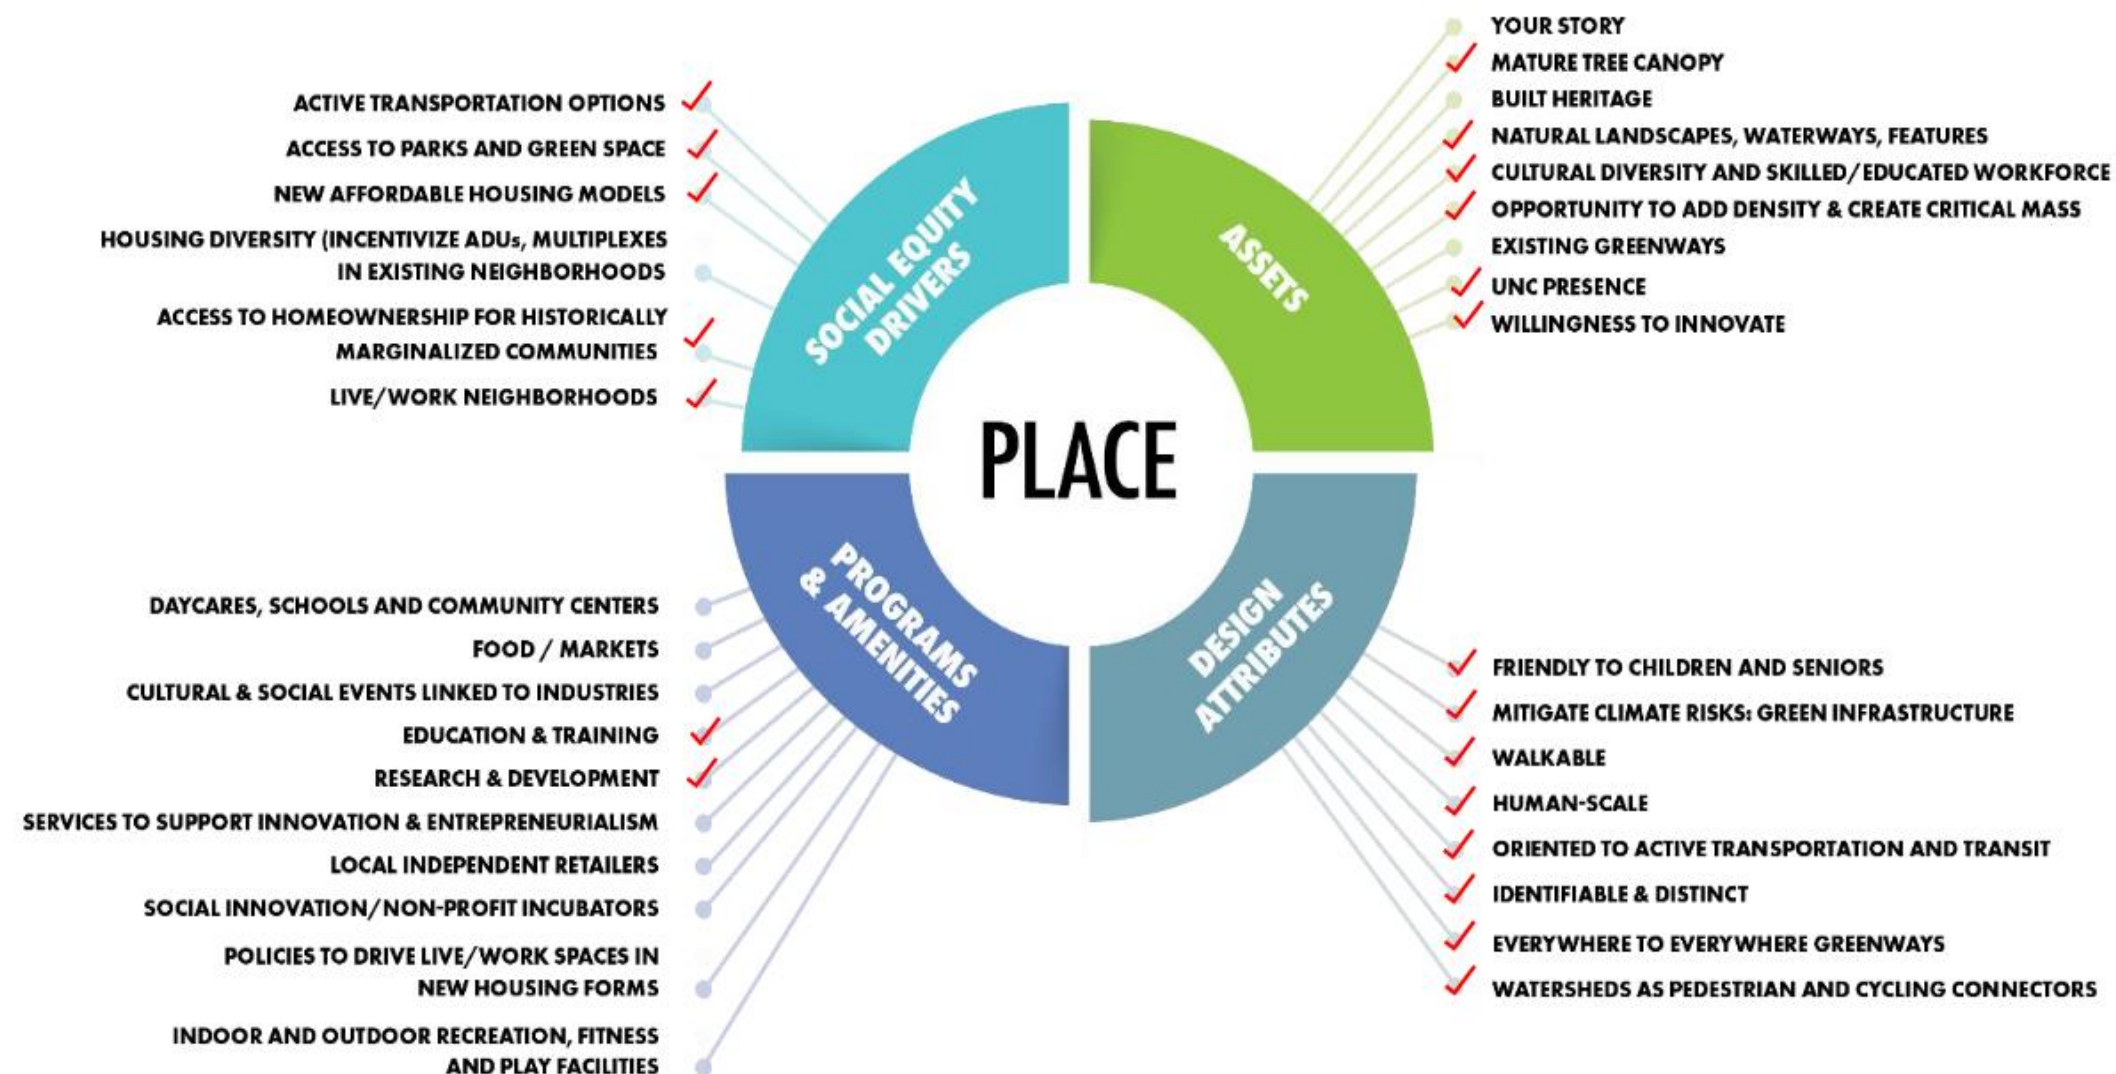 ACTIVE TRANSPORTATION OPTIONS
ACCESS TO PARKS AND GREEN SPACE
NEW AFFORDABLE HOUSING MODELS
HOUSING DIVERSITY (INCENTIVIZE ADUs, MULTIPLEXES
IN EXISTING NEIGHBORHOODS
ACCESS TO HOMEOWNERSHIP FOR HISTORICALLY
MARGINALIZED COMMUNITIES
LIVE/WORK NEIGHBORHOODS
SOCIAL EQUITY
DRIVERS
YOUR STORY
MATURE TREE CANOPY
BUILT HERITAGE
NATURAL LANDSCAPES, WATERWAYS, FEATURES
CULTURAL DIVERSITY AND SKILLED/EDUCATED WORKFORCE
OPPORTUNITY TO ADD DENSITY & CREATE CRITICAL MASS
EXISTING GREENWAYS
UNC PRESENCE
WILLINGNESS TO INNOVATE
ASSETS
PLACE
DAYCARES, SCHOOLS AND COMMUNITY CENTERS
FOOD / MARKETS
CULTURAL & SOCIAL EVENTS LINKED TO INDUSTRIES
EDUCATION & TRAINING
RESEARCH & DEVELOPMENT
SERVICES TO SUPPORT INNOVATION & ENTREPRENEURIALISM
LOCAL INDEPENDENT RETAILERS
SOCIAL INNOVATION/NON-PROFIT INCUBATORS
POLICIES TO DRIVE LIVE/WORK SPACES IN
NEW HOUSING FORMS
INDOOR AND OUTDOOR RECREATION, FITNESS
AND PLAY FACILITIES
PROGRAMS
& AMENITIES
DESIGN
ATTRIBUTES
FRIENDLY TO CHILDREN AND SENIORS
MITIGATE CLIMATE RISKS: GREEN INFRASTRUCTURE
WALKABLE
HUMAN-SCALE
ORIENTED TO ACTIVE TRANSPORTATION AND TRANSIT
IDENTIFIABLE & DISTINCT
EVERYWHERE TO EVERYWHERE GREENWAYS
WATERSHEDS AS PEDESTRIAN AND CYCLING CONNECTORS